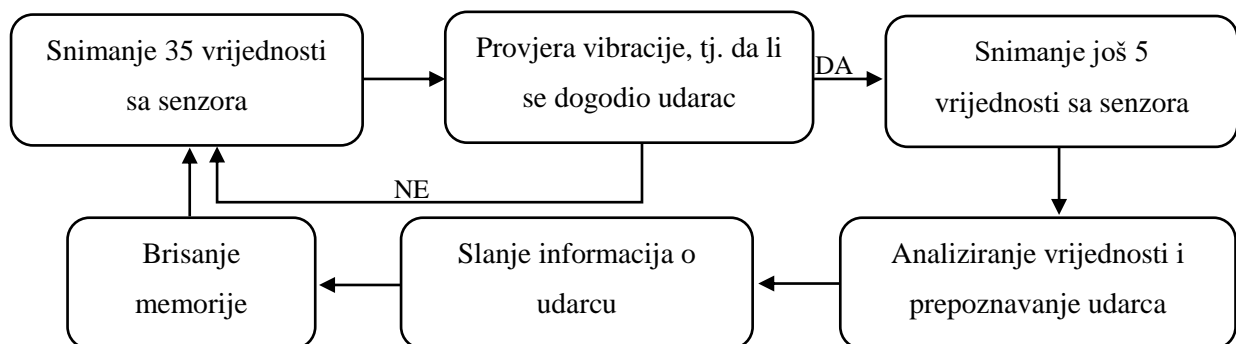 Snimanje 35 vrijednosti
sa senzora
Provjera vibracije, tj. da li
se dogodio udarac
DA
Snimanje još 5
vrijednosti sa senzora
NE
Analiziranje vrijednosti i
prepoznavanje udarca
Slanje informacija o
udarcu
Brisanje
memorije